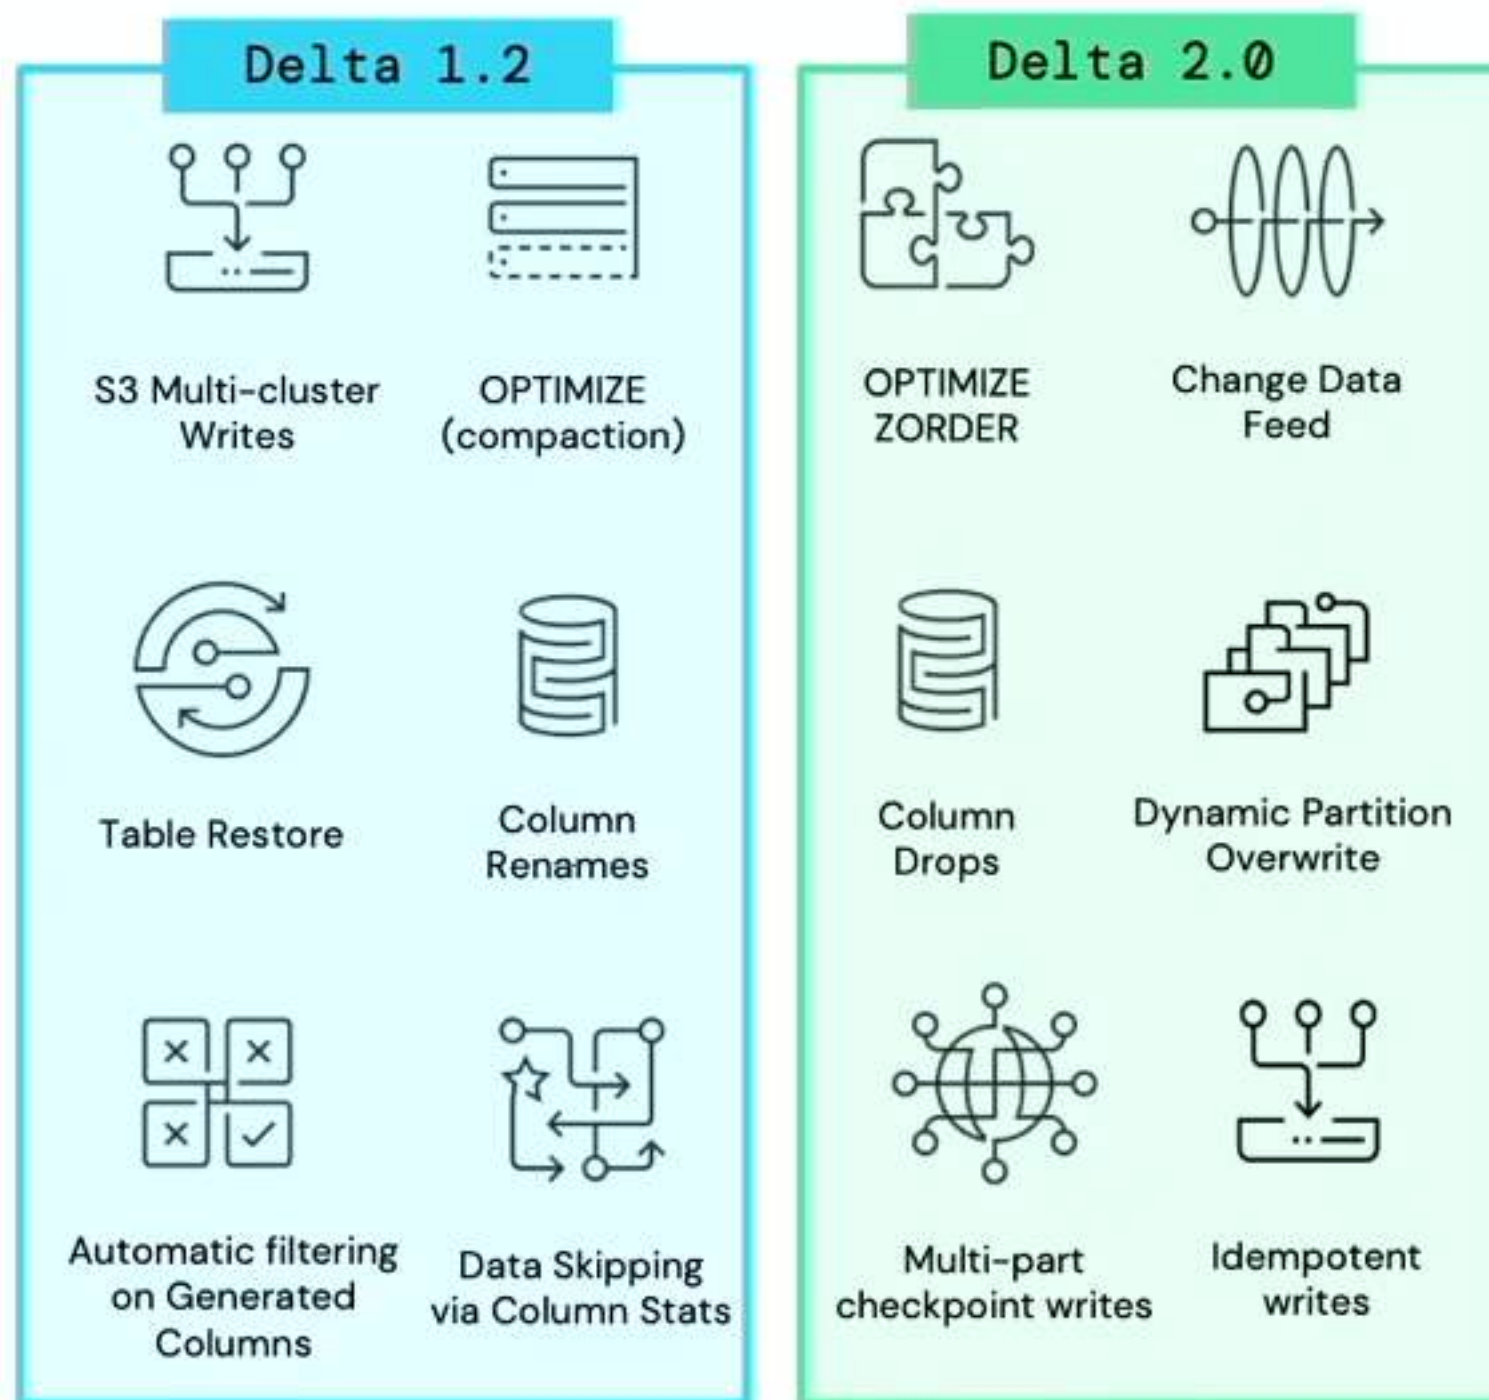 Delta 1.2
S3 Multi-cluster
Writes
OPTIMIZE
(compaction)
Table Restore
Column
Renames
Automatic filtering
on Generated
Columns
Data Skipping
via Column Stats
Delta 2.0
OPTIMIZE
ZORDER
Change Data
Feed
Column
Drops
Dynamic Partition
Overwrite
Multi-part
checkpoint writes
Idempotent
writes